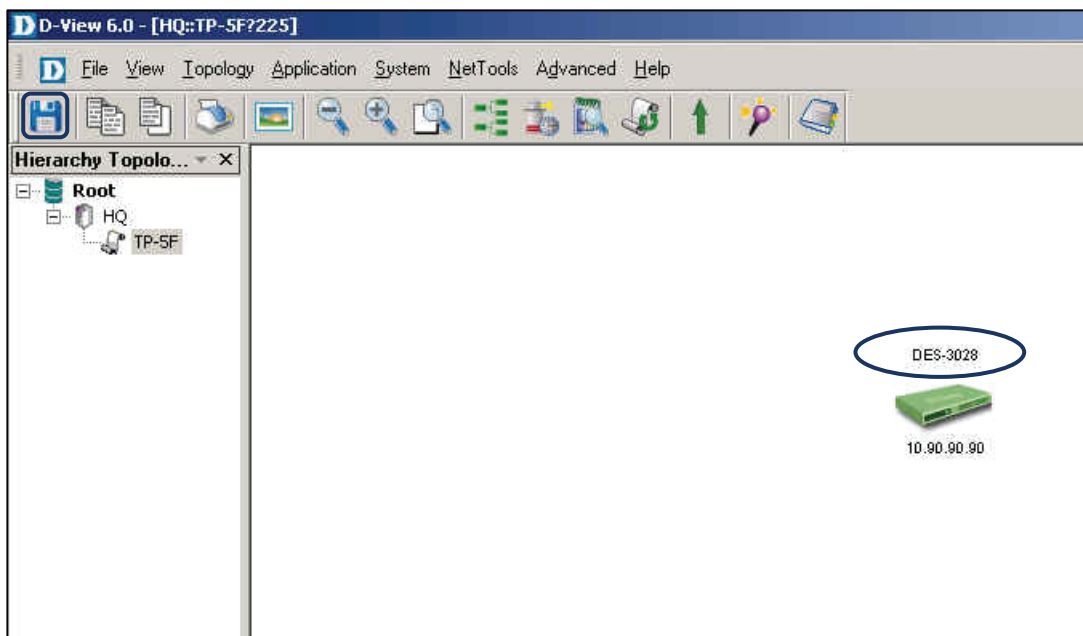 D-View 6.0 - [HQ::TP-5F?225]
File View Topology Application System NetTools Advanced Help
Hierarchy Topolo...
Root
HQ
TP-5F
DES-3028
10.90.90.90